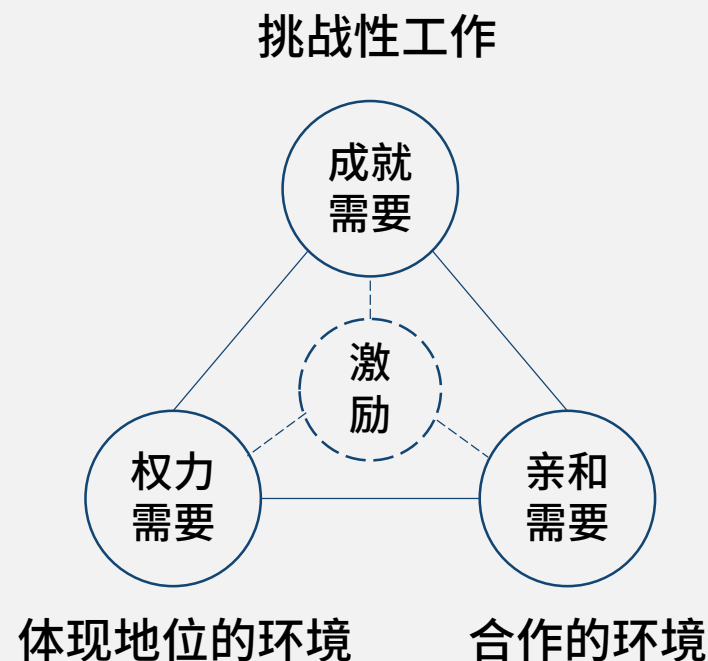 挑战性工作
成就
需要
激
励
权力
需要
亲和
需要
体现地位的环境
合作的环境